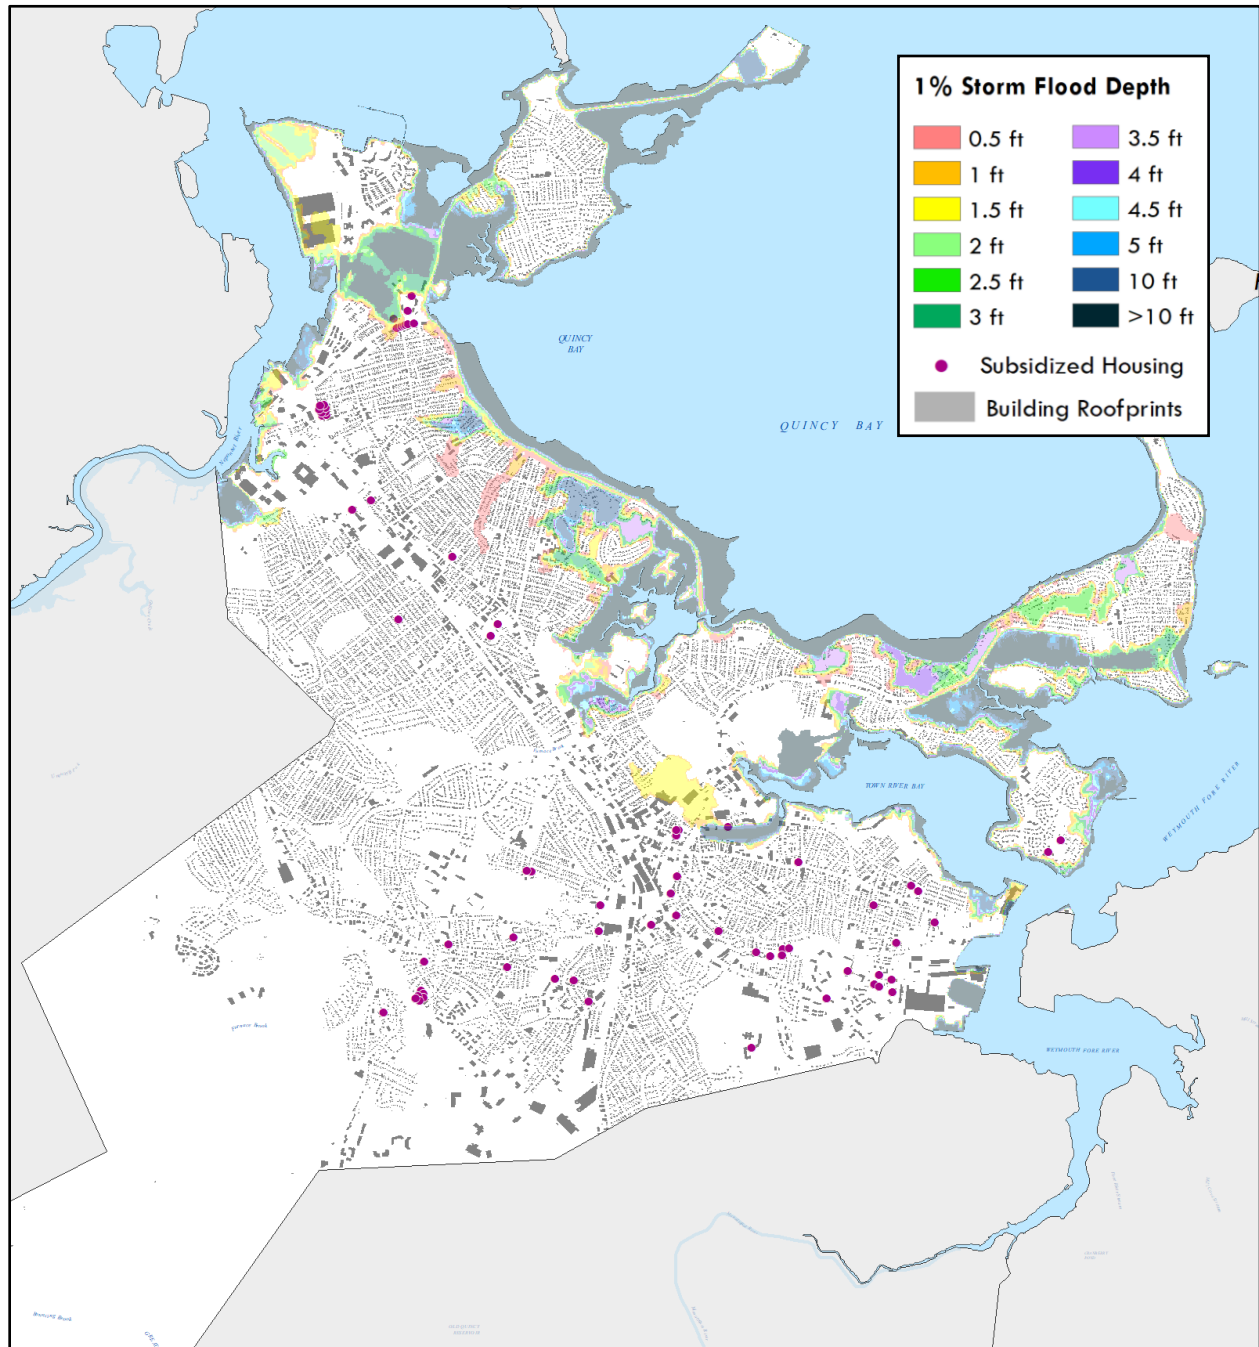 1% Storm Flood Depth
0.5 ft
3.5 ft
1 ft
4 ft
1.5 ft
4.5 ft
2 ft
5 ft
2.5 ft
10 ft
3 ft
>10 ft
Subsidized Housing
Building Roofprints
QUINCY
BAY
QUINCY BAY
TOWN RIVER BAY
WEYMOUTH FORE RIVER
WEYMOUTH FORE RIVER